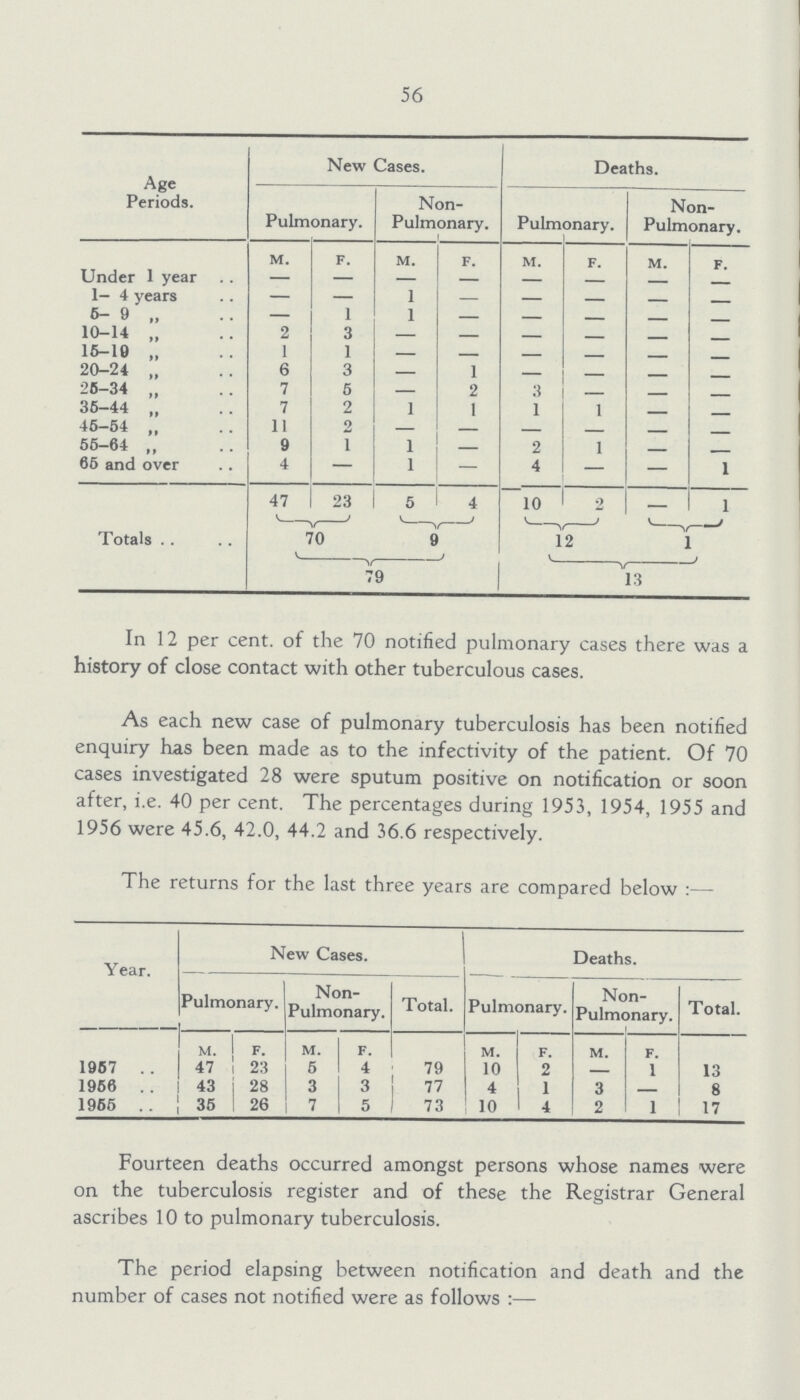 56
Age Periods. New Cases. Deaths.
Pulmonary. Non-Pulmonary. Pulmonary. Non-Pulmonary.
M. F. M. F. M. F. M. F.
Under 1 year .. — — — — — — — —
1– 4 years .. — — 1 — — — — —
5– 9 „ .. — 1 1 — — — — —
10–14 „ .. 2 3 — — — — — —
15–19 „ .. 1 1 — — — — — —
20–24 „ .. 6 3 — 1 — — — —
25–34 „ .. 7 5 — 2 3 — — —
35–44 „ .. 7 2 1 1 1 1 — —
45–54 „ .. 11 2 — — — — — —
55–64 „ .. 9 1 1 — 2 1 — —
65 and over .. 4 — 1 — 4 — — 1
47 23 5 4 10 2 — 1
Totals .. .. 70 9 12 1
79 13
In 12 per cent. of the 70 notified pulmonary cases there was a
history of close contact with other tuberculous cases.
As each new case of pulmonary tuberculosis has been notified
enquiry has been made as to the infectivity of the patient. Of 70
cases investigated 28 were sputum positive on notification or soon
after, i.e. 40 per cent. The percentages during 1953, 1954, 1955 and
1956 were 45.6, 42.0, 44.2 and 36.6 respectively.
The returns for the last three years are compared below :—
Year. New Cases. Deaths.
Pulmonary. Non-Pulmonary. Total. Pulmonary. Non-Pulmonary. Total.
M. F. M. F. M. F. M. F.
1957 .. 47 23 5 4 79 10 2 — 1 13
1956 .. 43 28 3 3 77 4 1 3 — 8
1955 .. 35 26 7 5 73 10 4 2 1 17
Fourteen deaths occurred amongst persons whose names were
on the tuberculosis register and of these the Registrar General
ascribes 10 to pulmonary tuberculosis.
The period elapsing between notification and death and the
number of cases not notified were as follows :—